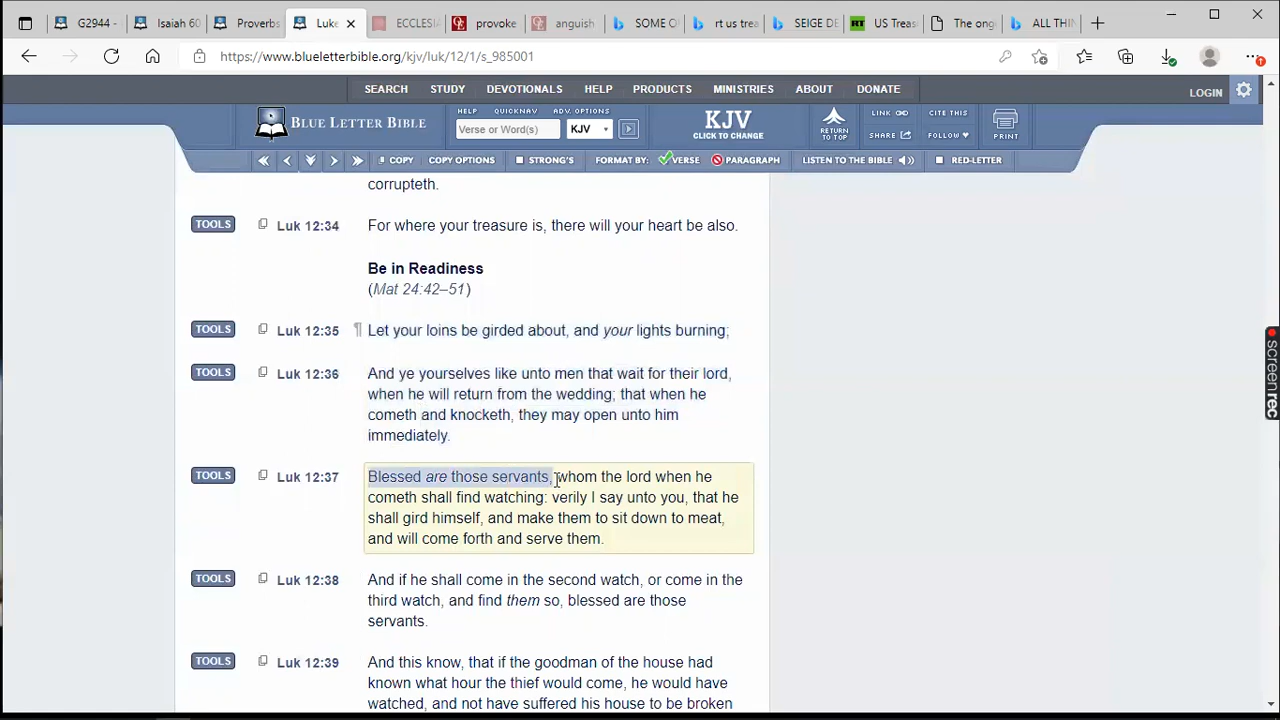 G2944 -
Isaiah 60
Proverbs
Luke
ECCLESIA
provoke
anguish
SOME O
rt us trea
SEIGE DE
US Treas
The ong
ALL THIN
https://www.blueletterbible.org/kjv/luke/12/1/s_985001
SEARCH STUDY DEVOTIONALS HELP PRODUCTS MINISTRIES ABOUT DONATE
LOGIN
BLUE LETTER BIBLE
HELP QUICKNAV ADV. OPTIONS
Verse or Word(s) KJV
KJV
CLICK TO CHANGE
RETURN
TO TOP
LINK CITE THIS
SHARE FOLLOW
PRINT
COPY COPY OPTIONS STRONG'S FORMAT BY: VERSE PARAGRAPH LISTEN TO THE BIBLE RED-LETTER
corrupteth.
TOOLS Luk 12:34 For where your treasure is, there will your heart be also.
Be in Readiness
(Mat 24:42–51)
TOOLS Luk 12:35 ¶ Let your loins be girded about, and your lights burning;
TOOLS Luk 12:36 And ye yourselves like unto men that wait for their lord,
when he will return from the wedding; that when he
cometh and knocketh, they may open unto him
immediately.
TOOLS Luk 12:37 Blessed are those servants, whom the lord when he
cometh shall find watching: verily I say unto you, that he
shall gird himself, and make them to sit down to meat,
and will come forth and serve them.
TOOLS Luk 12:38 And if he shall come in the second watch, or come in the
third watch, and find them so, blessed are those
servants.
TOOLS Luk 12:39 And this know, that if the goodman of the house had
known what hour the thief would come, he would have
watched, and not have suffered his house to be broken
screenrec